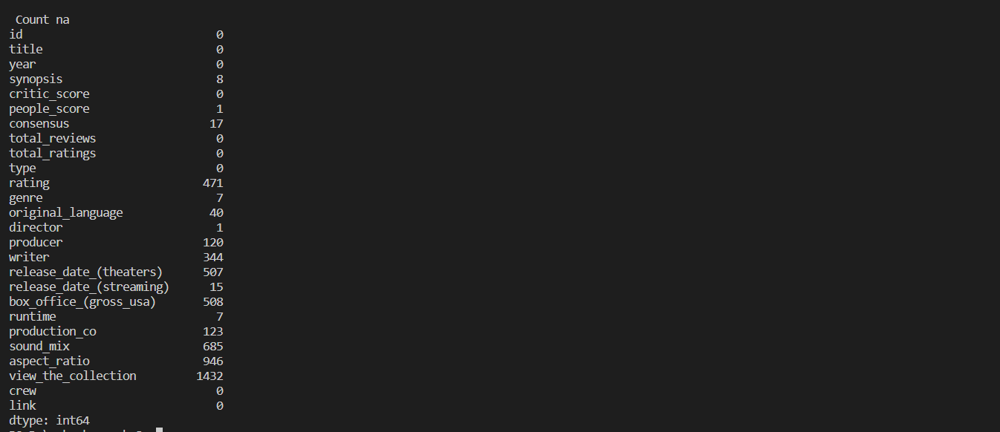 Count na
id 0
title 0
year 0
synopsis 8
critic_score 0
people_score 1
consensus 17
total_reviews 0
total_ratings 0
type 0
rating 471
genre 7
original_language 40
director 1
producer 120
writer 344
release_date_(theaters) 507
release_date_(streaming) 15
box_office_(gross_usa) 508
runtime 7
production_co 123
sound_mix 685
aspect_ratio 946
view_the_collection 1432
crew 0
link 0
dtype: int64